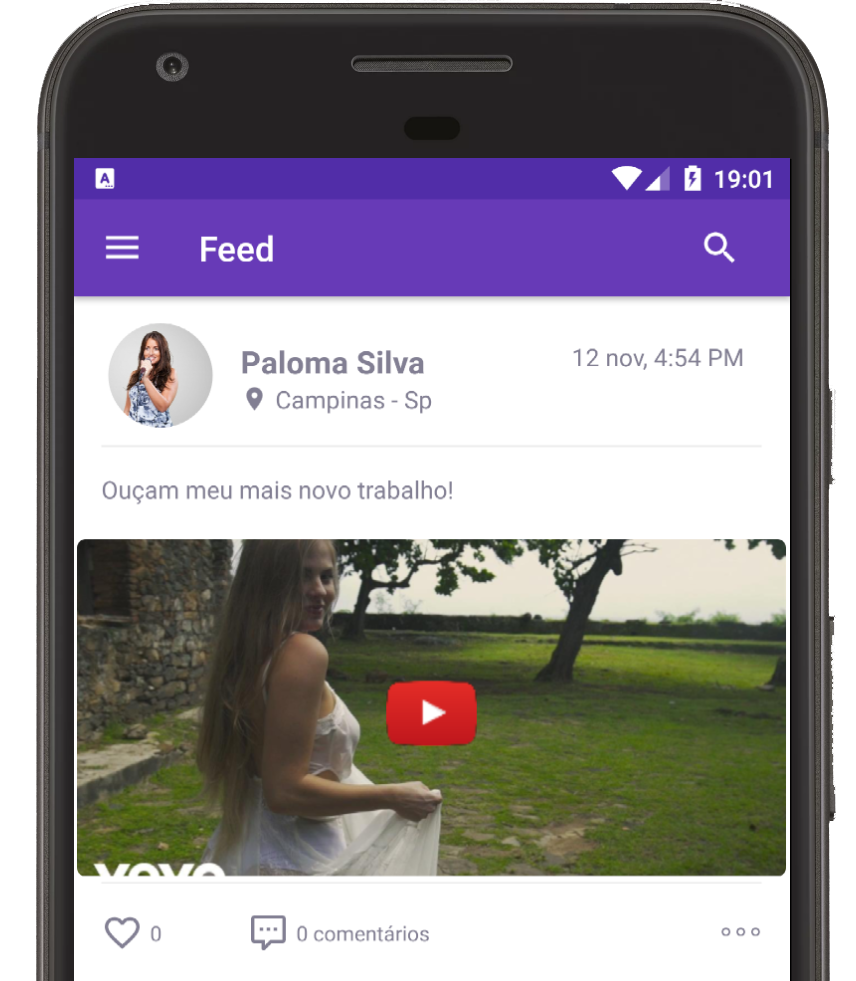 A
19:01
Feed
Paloma Silva
12 nov, 4:54 PM
Campinas - Sp
Ouçam meu mais novo trabalho!
vevo
0
0 comentários